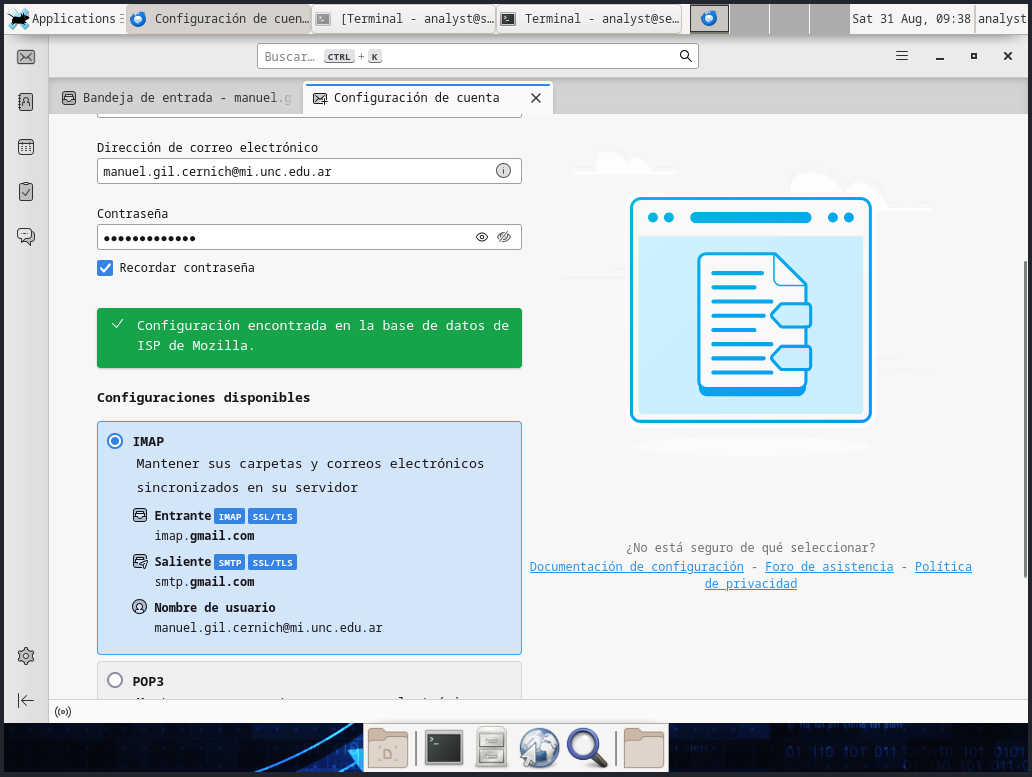 Applications
Configuración de cuen…
[Terminal - analyst@s…
Terminal - analyst@se…
Sat 31 Aug, 09:38
analyst
Buscar… CTRL + K
Bandeja de entrada - manuel.g
Configuración de cuenta
Dirección de correo electrónico
manuel.gil.cernich@mi.unc.edu.ar
Contraseña
•••••••••••••
Recordar contraseña
Configuración encontrada en la base de datos de
ISP de Mozilla.
Configuraciones disponibles
IMAP
Mantener sus carpetas y correos electrónicos
sincronizados en su servidor
Entrante IMAP SSL/TLS
imap.gmail.com
Saliente SMTP SSL/TLS
smtp.gmail.com
Nombre de usuario
manuel.gil.cernich@mi.unc.edu.ar
POP3
¿No está seguro de qué seleccionar?
Documentación de configuración - Foro de asistencia - Política
de privacidad